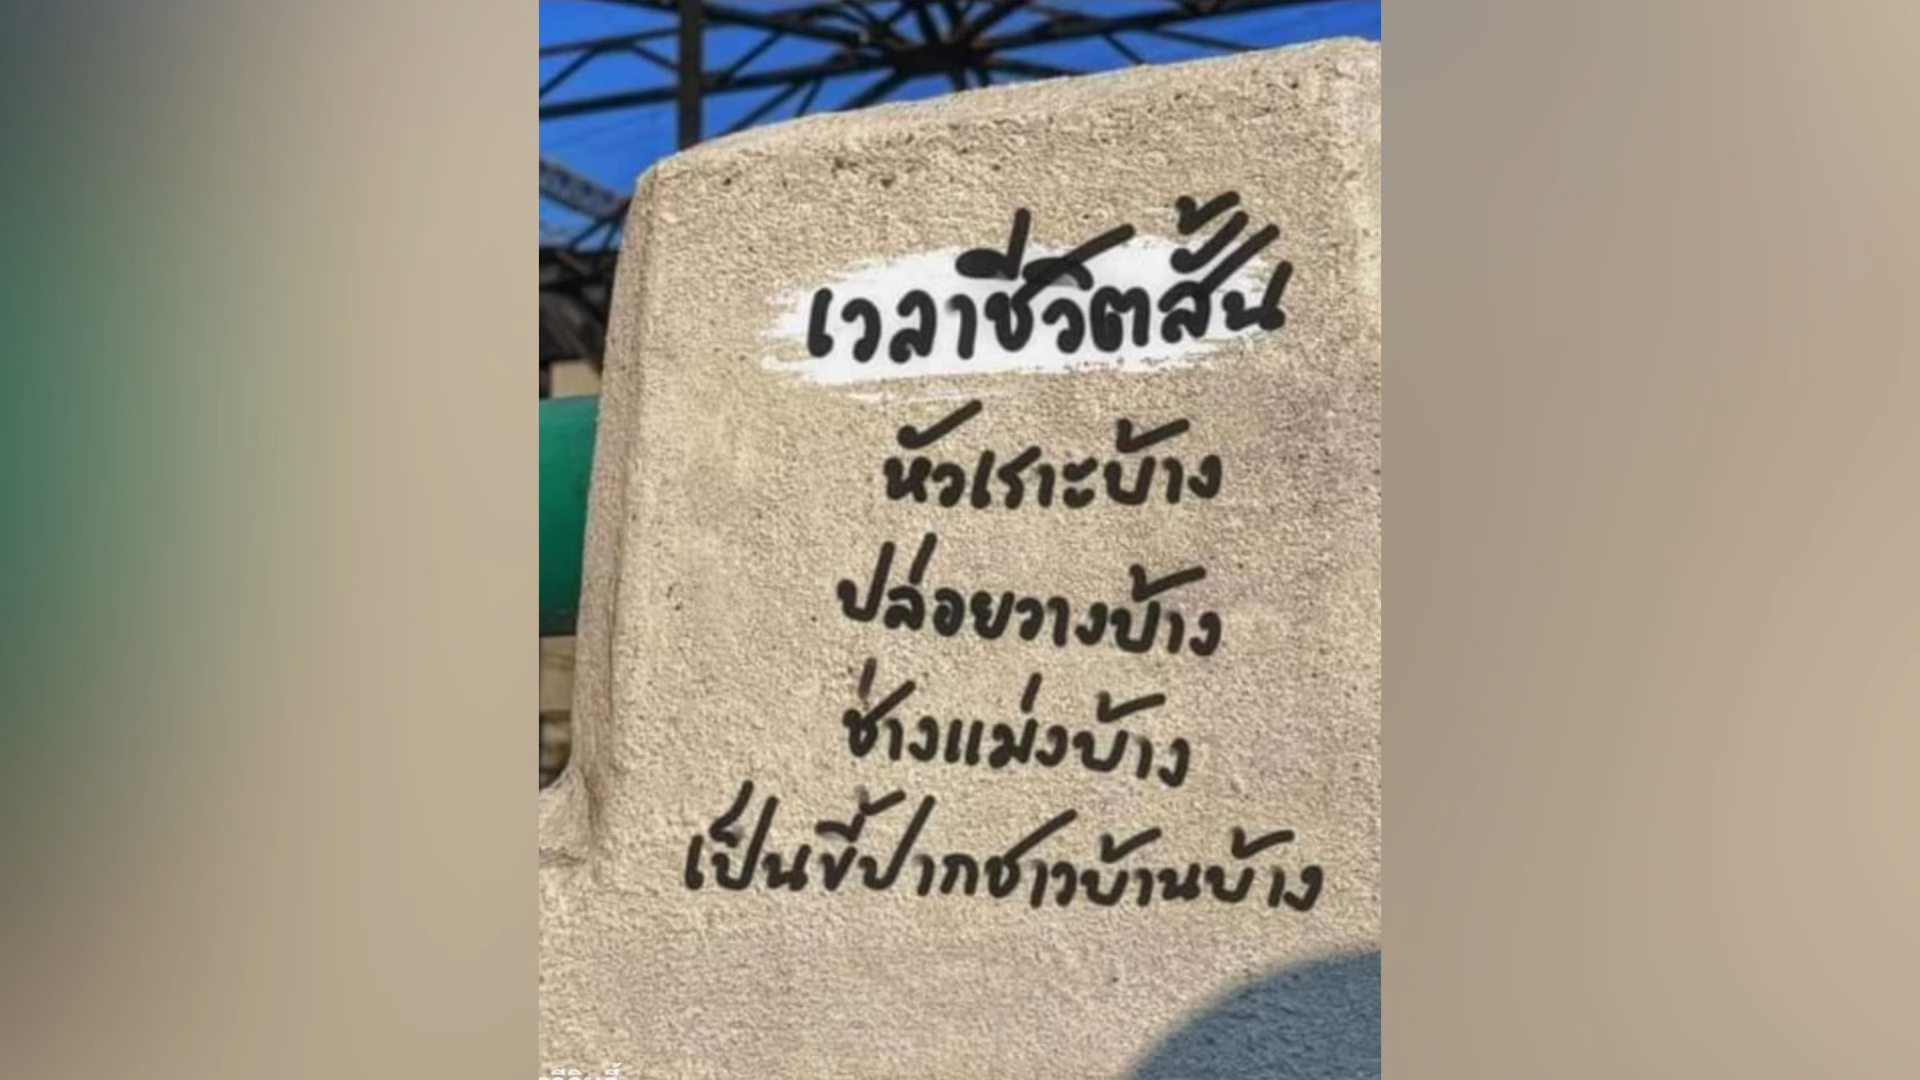 เวลาชีวิตสั้น
หัวเราะบ้าง
ปล่อยวางบ้าง
ช่างแม่งบ้าง
เป็นขี้ปากชาวบ้านบ้าง